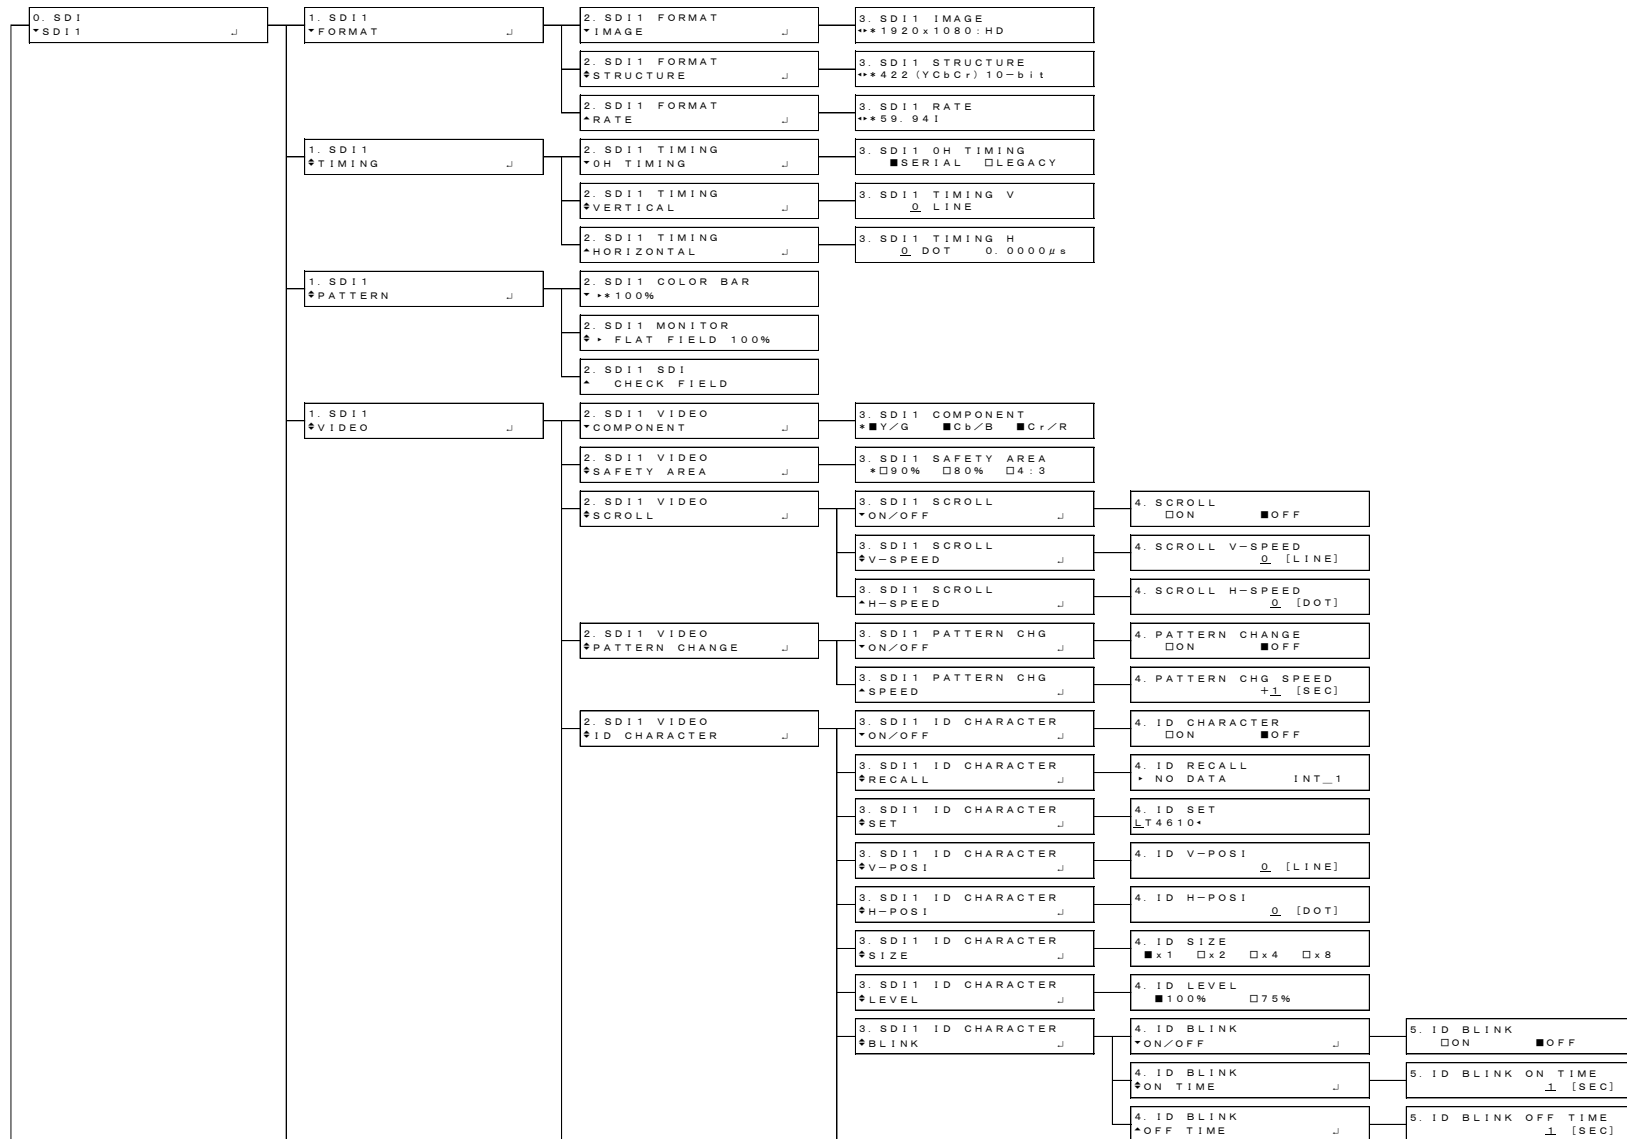 0. SDI
▾SDI1 ↵
1. SDI1
▾FORMAT ↵
2. SDI1 FORMAT
▾IMAGE ↵
3. SDI1 IMAGE
◂▸*1920x1080:HD
2. SDI1 FORMAT
♦STRUCTURE ↵
3. SDI1 STRUCTURE
◂▸*422(YCbCr)10-bit
2. SDI1 FORMAT
▴RATE ↵
3. SDI1 RATE
◂▸*59.94I
1. SDI1
♦TIMING ↵
2. SDI1 TIMING
▾0H TIMING ↵
3. SDI1 0H TIMING
■SERIAL □LEGACY
2. SDI1 TIMING
♦VERTICAL ↵
3. SDI1 TIMING V
0 LINE
2. SDI1 TIMING
▴HORIZONTAL ↵
3. SDI1 TIMING H
0 DOT 0.0000μs
1. SDI1
♦PATTERN ↵
2. SDI1 COLOR BAR
▾ ▸*100%
2. SDI1 MONITOR
♦ ▸ FLAT FIELD 100%
2. SDI1 SDI
▴ CHECK FIELD
1. SDI1
♦VIDEO ↵
2. SDI1 VIDEO
▾COMPONENT ↵
3. SDI1 COMPONENT
*■Y/G ■Cb/B ■Cr/R
2. SDI1 VIDEO
♦SAFETY AREA ↵
3. SDI1 SAFETY AREA
*□90% □80% □4:3
2. SDI1 VIDEO
♦SCROLL ↵
3. SDI1 SCROLL
▾ON/OFF ↵
4. SCROLL
□ON ■OFF
3. SDI1 SCROLL
♦V-SPEED ↵
4. SCROLL V-SPEED
0 [LINE]
3. SDI1 SCROLL
▴H-SPEED ↵
4. SCROLL H-SPEED
0 [DOT]
2. SDI1 VIDEO
♦PATTERN CHANGE ↵
3. SDI1 PATTERN CHG
▾ON/OFF ↵
4. PATTERN CHANGE
□ON ■OFF
3. SDI1 PATTERN CHG
▴SPEED ↵
4. PATTERN CHG SPEED
+1 [SEC]
2. SDI1 VIDEO
♦ID CHARACTER ↵
3. SDI1 ID CHARACTER
▾ON/OFF ↵
4. ID CHARACTER
□ON ■OFF
3. SDI1 ID CHARACTER
♦RECALL ↵
4. ID RECALL
▸ NO DATA INT_1
3. SDI1 ID CHARACTER
♦SET ↵
4. ID SET
LT4610◂
3. SDI1 ID CHARACTER
♦V-POSI ↵
4. ID V-POSI
0 [LINE]
3. SDI1 ID CHARACTER
♦H-POSI ↵
4. ID H-POSI
0 [DOT]
3. SDI1 ID CHARACTER
♦SIZE ↵
4. ID SIZE
■x1 □x2 □x4 □x8
3. SDI1 ID CHARACTER
♦LEVEL ↵
4. ID LEVEL
■100% □75%
3. SDI1 ID CHARACTER
♦BLINK ↵
4. ID BLINK
▾ON/OFF ↵
5. ID BLINK
□ON ■OFF
4. ID BLINK
♦ON TIME ↵
5. ID BLINK ON TIME
1 [SEC]
4. ID BLINK
▴OFF TIME ↵
5. ID BLINK OFF TIME
1 [SEC]